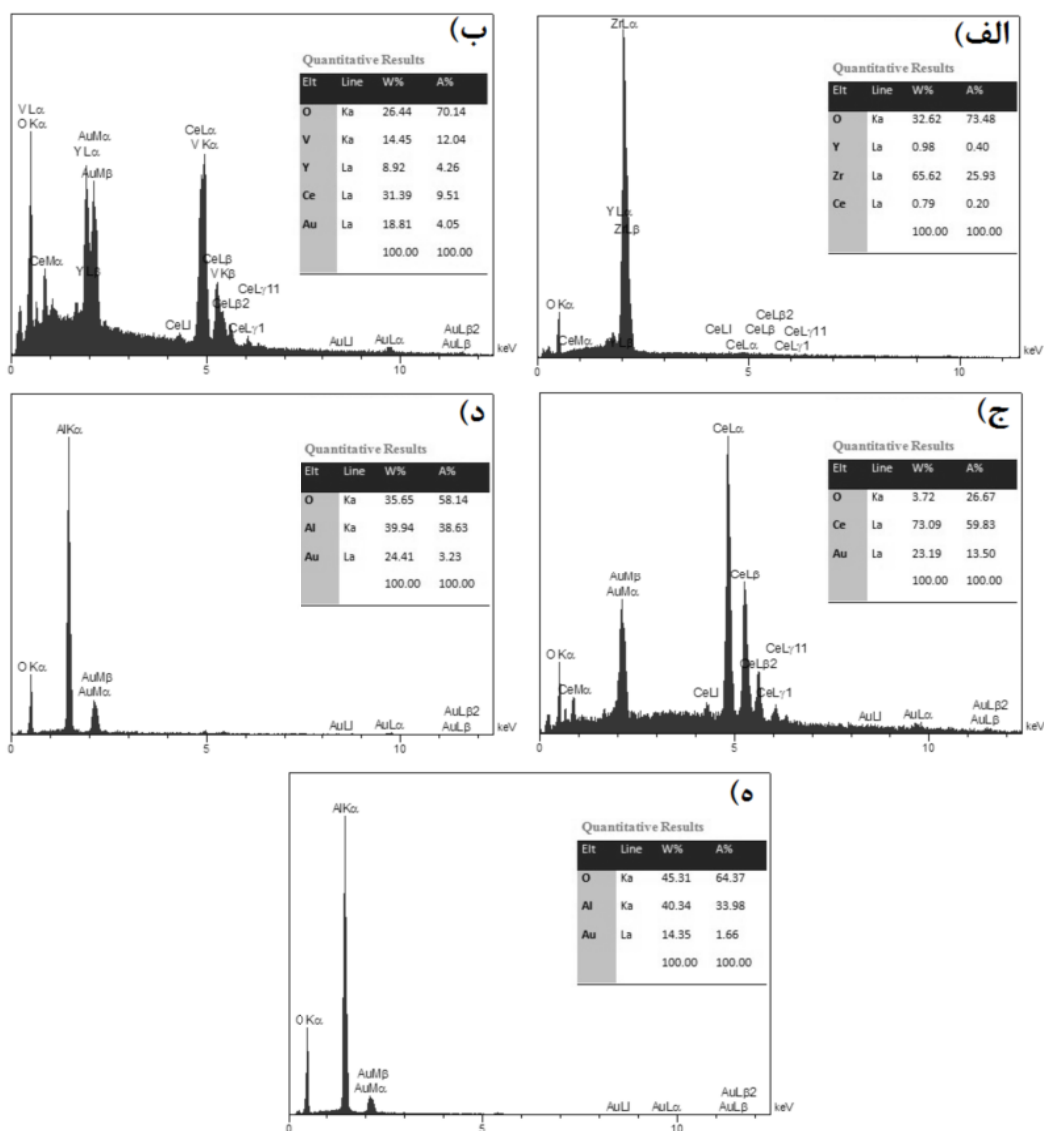 الف)
Quantitative Results
Elt Line W% A%
O Ka 32.62 73.48
Y La 0.98 0.40
Zr La 65.62 25.93
Ce La 0.79 0.20
100.00 100.00
ZrLα
Y Lα
ZrLβ
O Kα
CeMα
CeLl
CeLα
CeLβ2
CeLβ
CeLγ11
CeLγ1
0 5 10 keV
ب)
Quantitative Results
Elt Line W% A%
O Ka 26.44 70.14
V Ka 14.45 12.04
Y La 8.92 4.26
Ce La 31.39 9.51
Au La 18.81 4.05
100.00 100.00
V Lα
O Kα
CeMα
AuMα
Y Lα
AuMβ
Y Lβ
CeLα
V Kα
CeLβ
V Kβ
CeLβ2
CeLγ11
CeLγ1
CeLl
AuLl
AuLα
AuLβ2
AuLβ
0 5 10 keV
ج)
Quantitative Results
Elt Line W% A%
O Ka 3.72 26.67
Ce La 73.09 59.83
Au La 23.19 13.50
100.00 100.00
CeLα
AuMβ
AuMα
CeLβ
O Kα
CeMα
CeLl
CeLβ2
CeLγ11
CeLγ1
AuLl
AuLα
AuLβ2
AuLβ
0 5 10 keV
د)
Quantitative Results
Elt Line W% A%
O Ka 35.65 58.14
Al Ka 39.94 38.63
Au La 24.41 3.23
100.00 100.00
AlKα
O Kα
AuMβ
AuMα
AuLl
AuLα
AuLβ2
AuLβ
0 5 10 keV
ه)
Quantitative Results
Elt Line W% A%
O Ka 45.31 64.37
Al Ka 40.34 33.98
Au La 14.35 1.66
100.00 100.00
AlKα
O Kα
AuMβ
AuMα
AuLl
AuLα
AuLβ2
AuLβ
0 5 10 keV